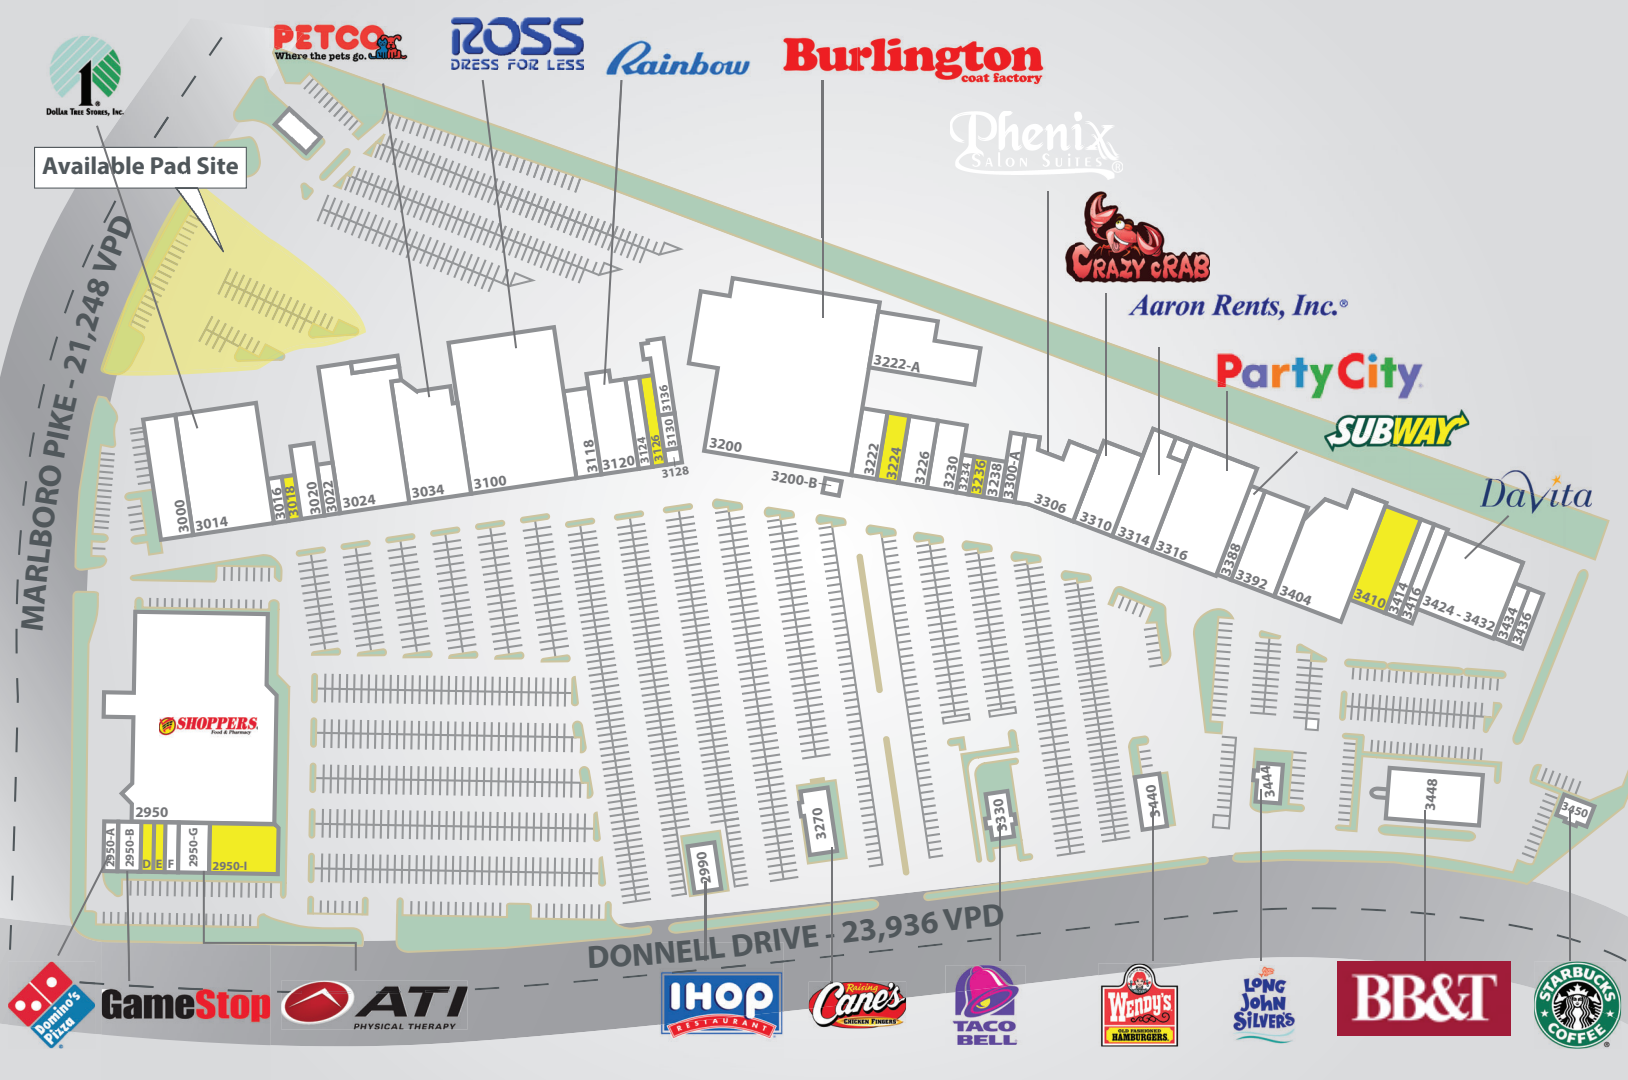 PETCO
Where the pets go.
ROSS
DRESS FOR LESS
Rainbow
Burlington
coat factory
1
DOLLAR TREE STORES, INC.
Phenix
SALON SUITES®
Available Pad Site
CRAZY CRAB
Aaron Rents, Inc.®
Party City
SUBWAY
DaVita
MARLBORO PIKE - 21,248 VPD
3000
3014
3016
3018
3020
3022
3024
3034
3100
3118
3120
3124
3126
3130
3136
3128
3200
3200-B
3222-A
3222
3224
3226
3230
3234
3236
3238
3300-A
3306
3310
3314
3316
3388
3392
3404
3410
3414
3416
3424 - 3432
3434
3436
SHOPPERS
Food & Pharmacy
2950
2950-A
2950-B
D
E
F
2950-G
2950-I
2990
3270
3330
3440
3444
3448
3450
DONNELL DRIVE - 23,936 VPD
Domino's
Pizza
GameStop
ATI
PHYSICAL THERAPY
IHOP
RESTAURANT
Raising
Cane's
CHICKEN FINGERS
TACO
BELL
WENDY'S
OLD FASHIONED
HAMBURGERS.
LONG
JOHN
SILVER'S
BB&T
STARBUCKS
COFFEE